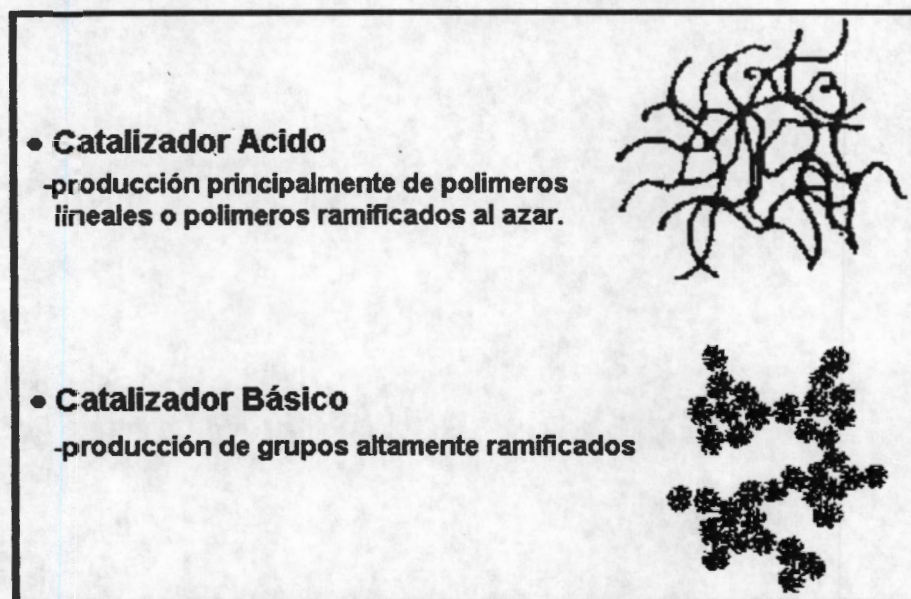 • Catalizador Acido
-producción principalmente de polimeros
lineales o polimeros ramificados al azar.
• Catalizador Básico
-producción de grupos altamente ramificados